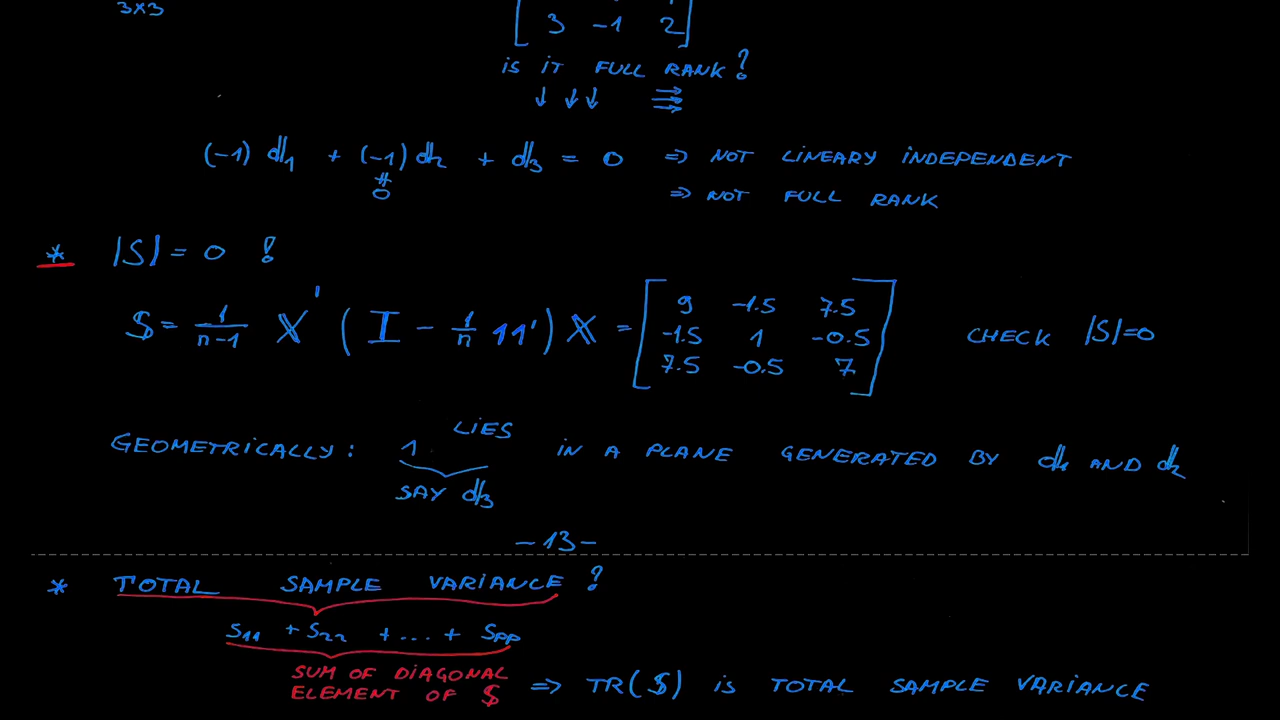 3×3
[ 3 -1 2 ]
is iT FULL RANK?
↓ ↓↓ ⇉
(-1) d1 + (-1) d2 + d3 = 0 ⇒ NOT LINEARY INDEPENDENT
≠ 0
⇒ NOT FULL RANK
* |S| = 0 !
S = 1/(n-1) X' ( I - 1/n 11' ) X = [ 9 -1.5 7.5
-1.5 1 -0.5
7.5 -0.5 7 ] CHECK |S|=0
GEOMETRICALLY: 1 LIES IN A PLANE GENERATED BY d1 AND d2
SAY d3
-13-
* TOTAL SAMPLE VARIANCE?
S11 + S22 + ... + Spp
SUM OF DIAGONAL
ELEMENT OF S ⇒ TR(S) is TOTAL SAMPLE VARIANCE